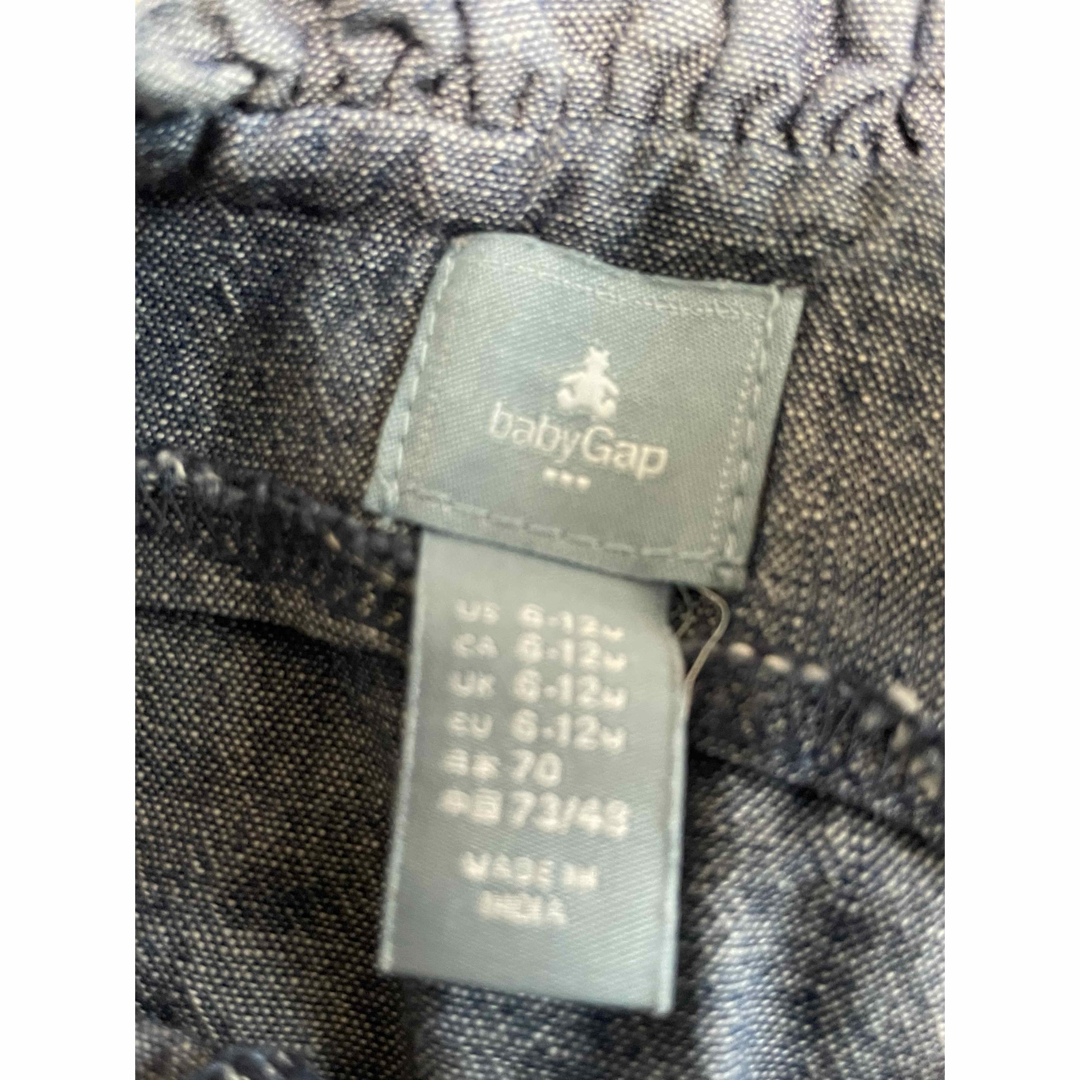 babyGap
US 6-12M
CA 6-12M
UK 6-12M
EU 6-12M
日本 70
中国 73/48
MADE IN
INDIA